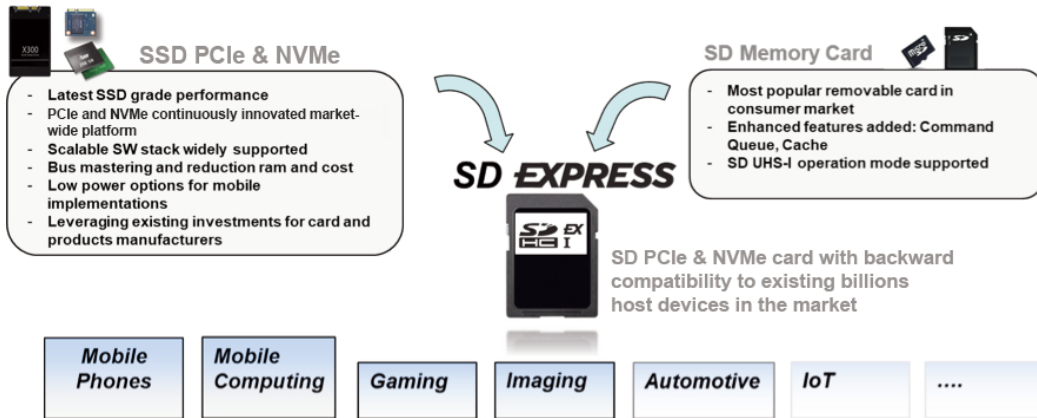 X300
SSD PCIe & NVMe
- Latest SSD grade performance
- PCIe and NVMe continuously innovated market-
wide platform
- Scalable SW stack widely supported
- Bus mastering and reduction ram and cost
- Low power options for mobile
implementations
- Leveraging existing investments for card and
products manufacturers
SD Memory Card
- Most popular removable card in
consumer market
- Enhanced features added: Command
Queue, Cache
- SD UHS-I operation mode supported
SD EXPRESS
SD EX
HC I
SD PCIe & NVMe card with backward
compatibility to existing billions
host devices in the market
Mobile
Phones
Mobile
Computing
Gaming
Imaging
Automotive
IoT
....